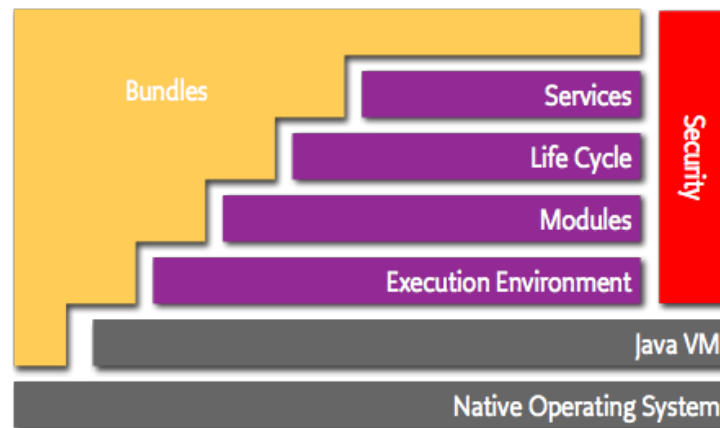 Bundles
Services
Life Cycle
Modules
Execution Environment
Security
Java VM
Native Operating System